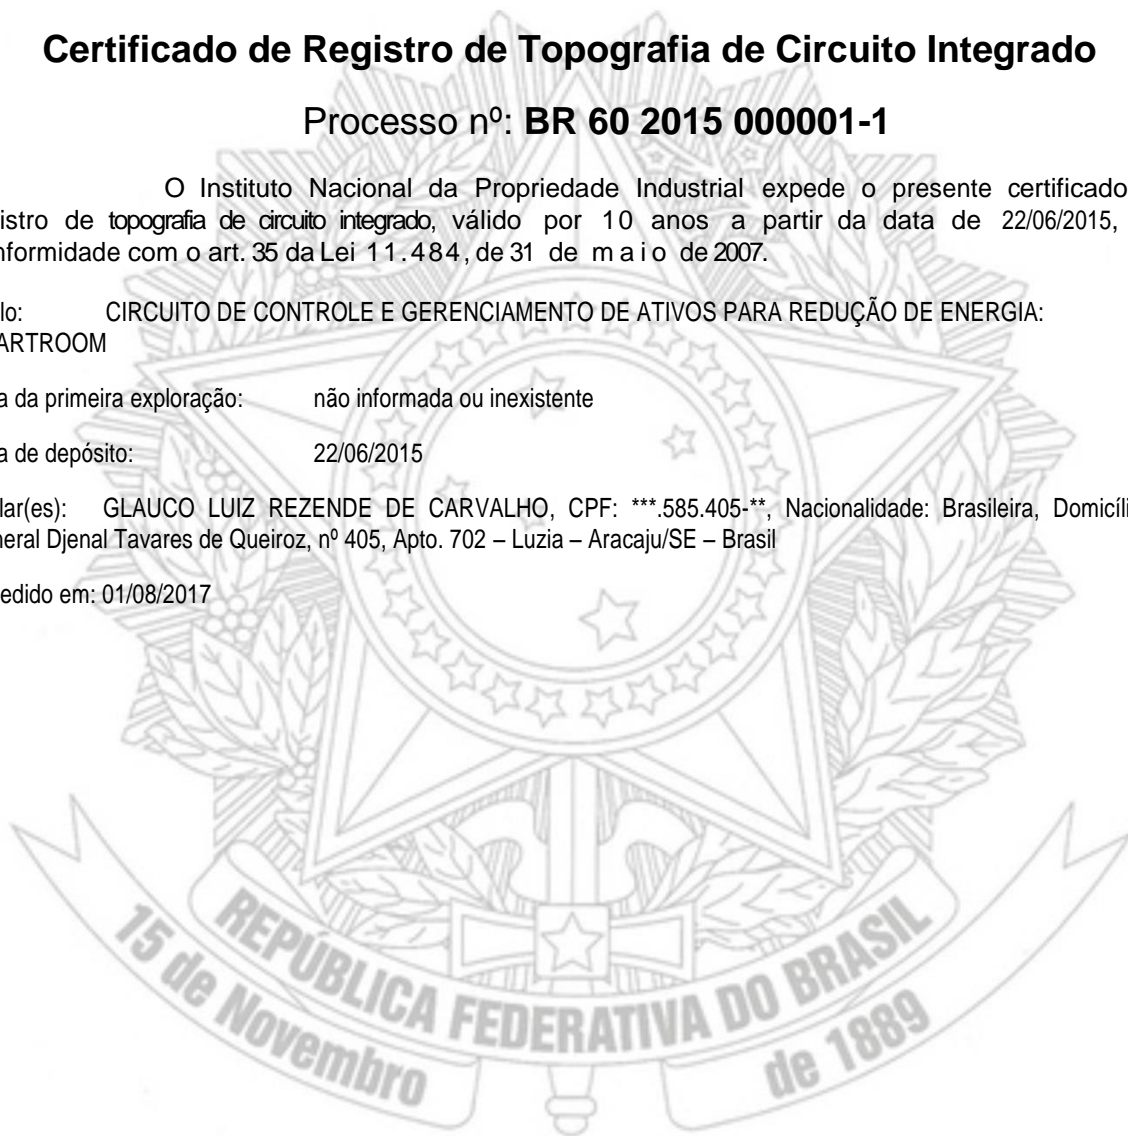 Certificado de Registro de Topografia de Circuito Integrado
Processo nº: BR 60 2015 000001-1
O Instituto Nacional da Propriedade Industrial expede o presente certificado
istro de topografia de circuito integrado, válido por 10 anos a partir da data de 22/06/2015,
nformidade com o art. 35 da Lei 11.484, de 31 de maio de 2007.
lo: CIRCUITO DE CONTROLE E GERENCIAMENTO DE ATIVOS PARA REDUÇÃO DE ENERGIA:
ARTROOM
a da primeira exploração: não informada ou inexistente
a de depósito: 22/06/2015
lar(es): GLAUCO LUIZ REZENDE DE CARVALHO, CPF: ***.585.405-**, Nacionalidade: Brasileira, Domicíli
neral Djenal Tavares de Queiroz, nº 405, Apto. 702 – Luzia – Aracaju/SE – Brasil
edido em: 01/08/2017
REPÚBLICA FEDERATIVA DO BRASIL
15 de Novembro de 1889